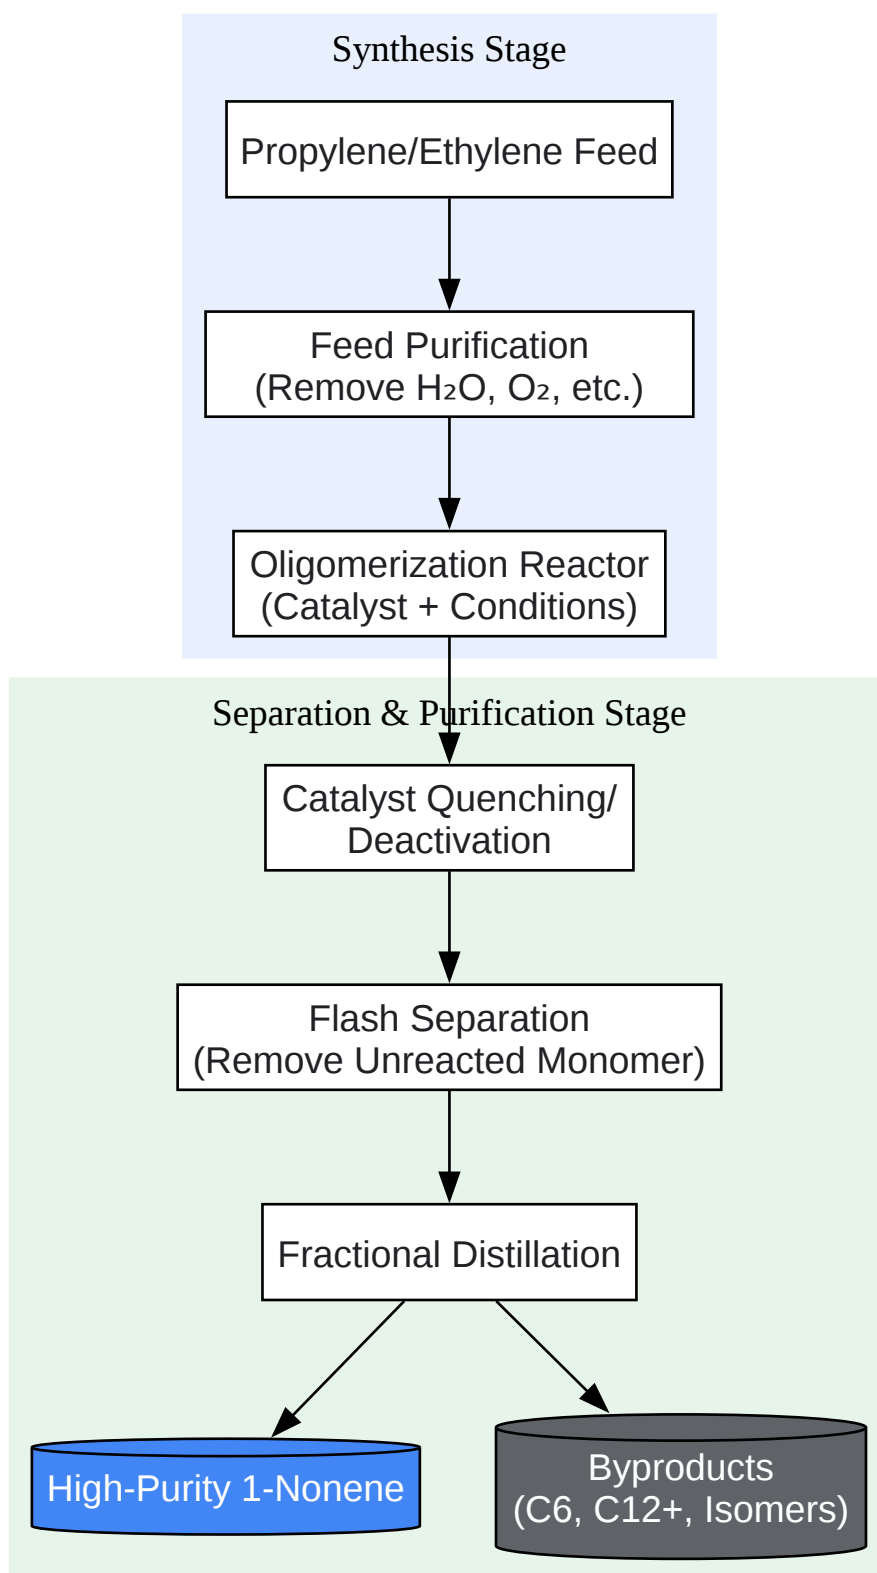 Synthesis Stage
Propylene/Ethylene Feed
Feed Purification
(Remove H₂O, O₂, etc.)
Oligomerization Reactor
(Catalyst + Conditions)
Separation & Purification Stage
Catalyst Quenching/
Deactivation
Flash Separation
(Remove Unreacted Monomer)
Fractional Distillation
High-Purity 1-Nonene
Byproducts
(C6, C12+, Isomers)